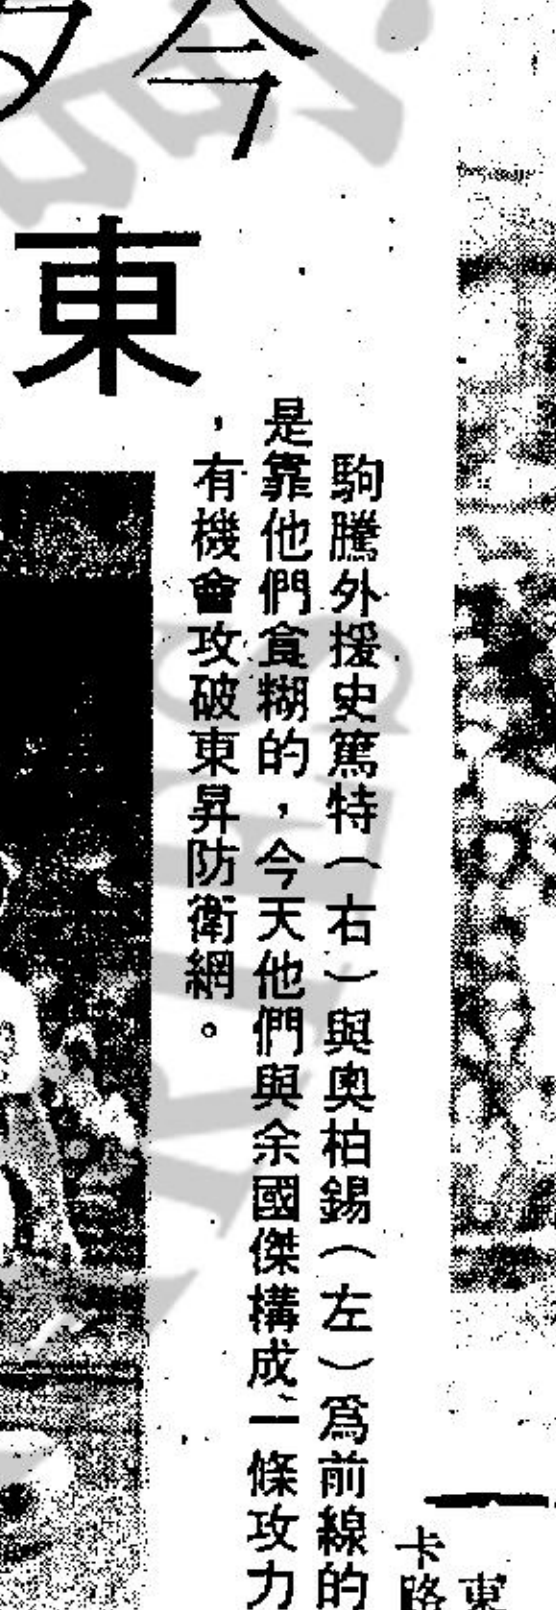 今
東
駒騰外援史篤特（右）與奧柏錫（左）爲前線的
是靠他們食糊的，今天他們與余國傑構成一條攻力
，有機會攻破東昇防衛網。
東
卡路